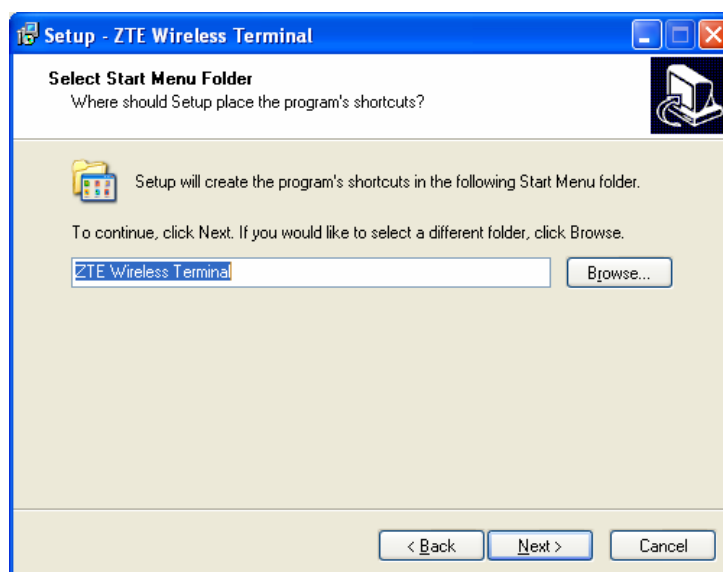 Setup - ZTE Wireless Terminal
Select Start Menu Folder
Where should Setup place the program's shortcuts?
Setup will create the program's shortcuts in the following Start Menu folder.
To continue, click Next. If you would like to select a different folder, click Browse.
ZTE Wireless Terminal
Browse...
< Back
Next >
Cancel